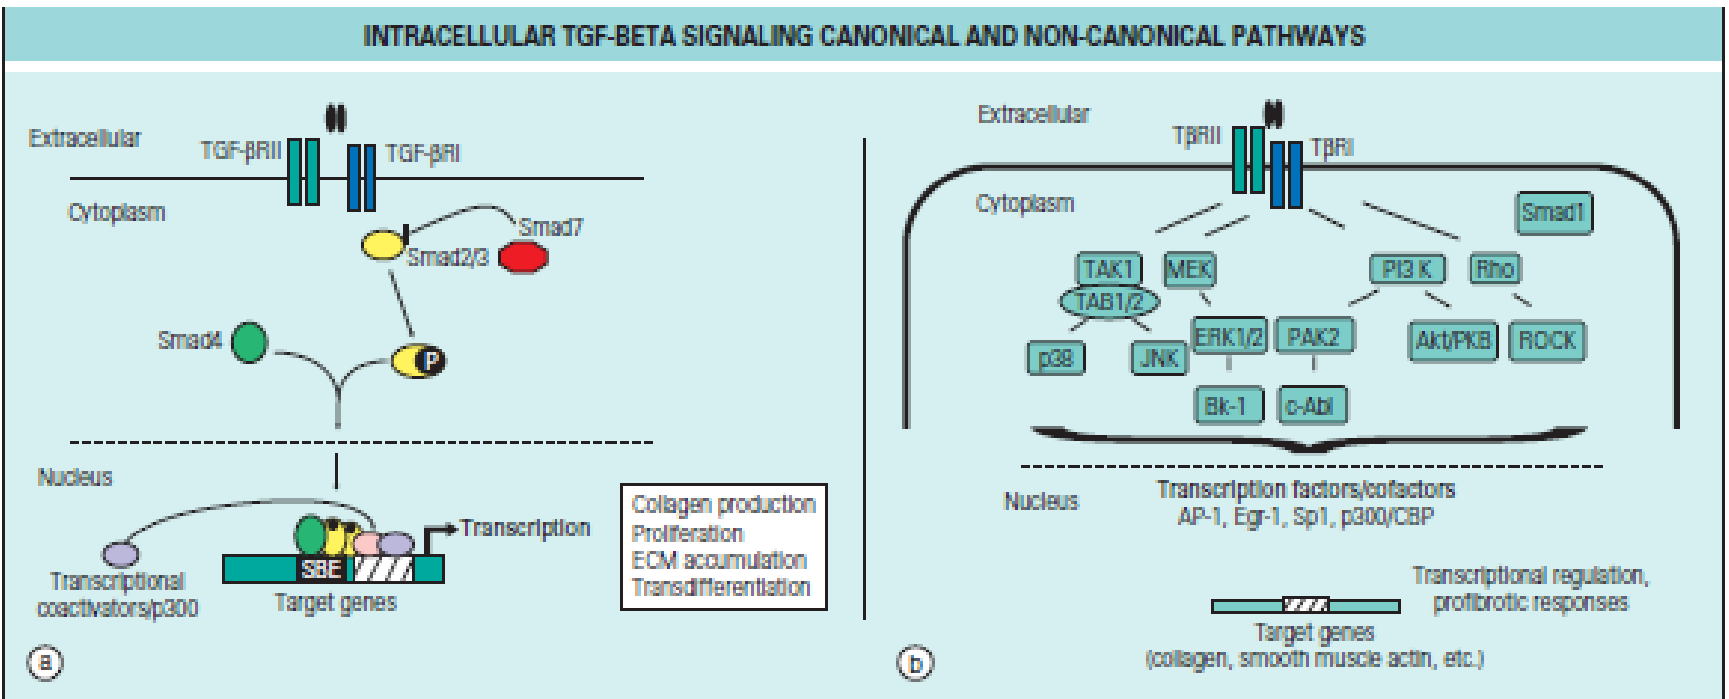 INTRACELLULAR TGF-BETA SIGNALING CANONICAL AND NON-CANONICAL PATHWAYS
Extracellular
TGF-βRII
TGF-βRI
Cytoplasm
Smad7
Smad2/3
Smad4
P
Nucleus
Transcription
SBE
Transcriptional
coactivators/p300
Target genes
Collagen production
Proliferation
ECM accumulation
Transdifferentiation
a
Extracellular
TβRII
TβRI
Cytoplasm
Smad1
TAK1
MEK
PI3 K
Rho
TAB1/2
ERK1/2
PAK2
Akt/PKB
ROCK
p38
JNK
Bk-1
c-Abl
Nucleus
Transcription factors/cofactors
AP-1, Egr-1, Sp1, p300/CBP
Transcriptional regulation,
profibrotic responses
Target genes
(collagen, smooth muscle actin, etc.)
b